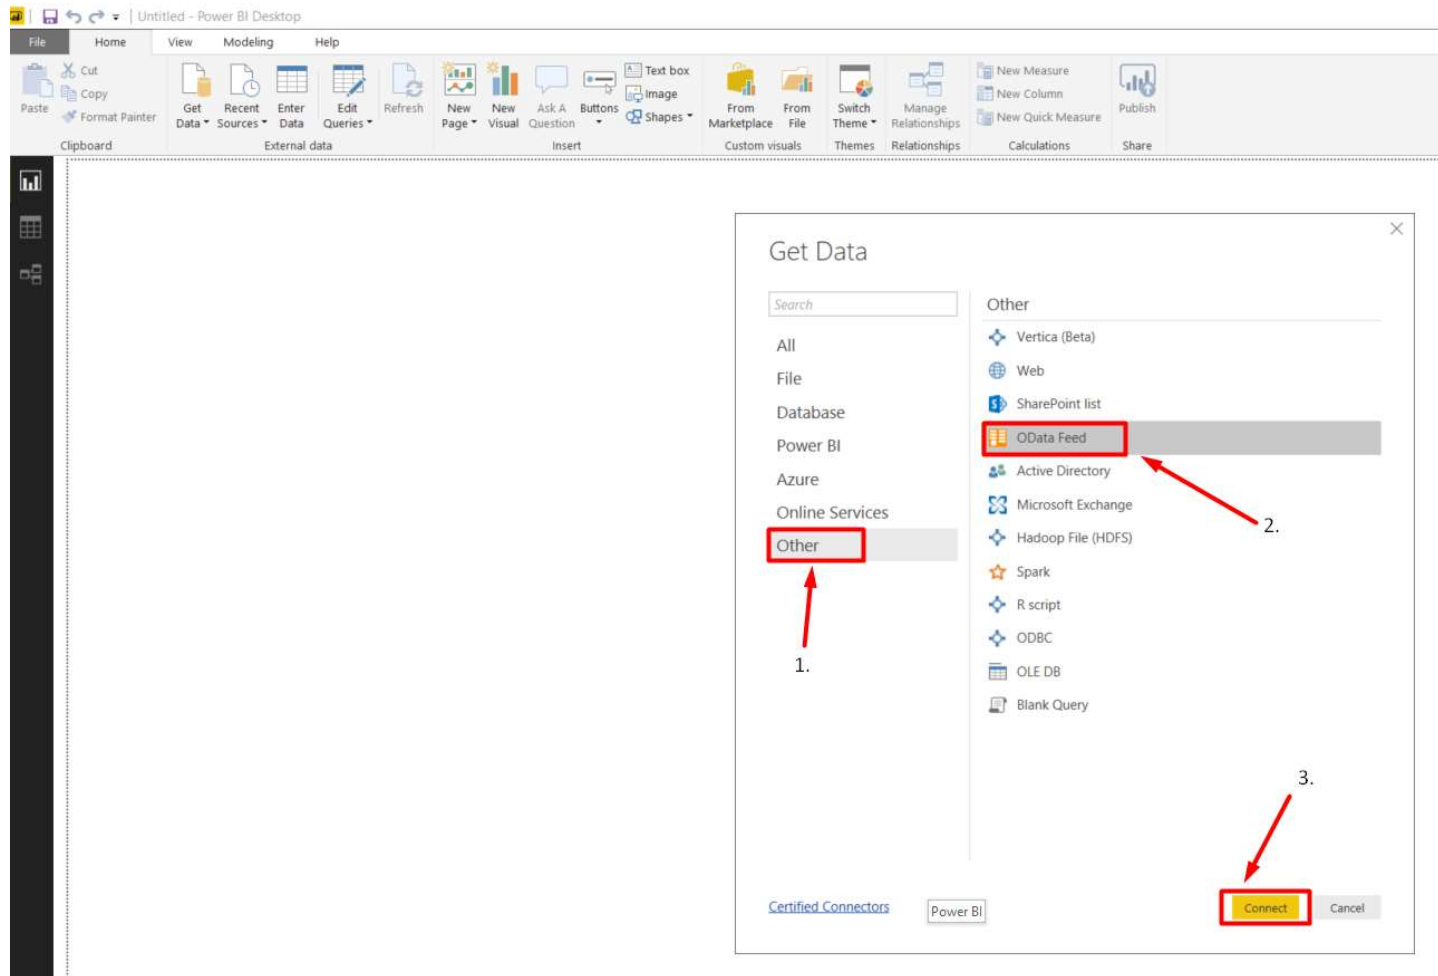 Untitled - Power BI Desktop
File Home View Modeling Help
Paste
Cut
Copy
Format Painter
Clipboard
Get Data
Recent Sources
Enter Data
Edit Queries
Refresh
External data
New Page
New Visual
Ask A Question
Buttons
Text box
Image
Shapes
Insert
From Marketplace
From File
Custom visuals
Switch Theme
Themes
Manage Relationships
Relationships
New Measure
New Column
New Quick Measure
Calculations
Publish
Share
Get Data
Search
All
File
Database
Power BI
Azure
Online Services
Other
1.
Other
Vertica (Beta)
Web
SharePoint list
OData Feed
Active Directory
Microsoft Exchange
Hadoop File (HDFS)
Spark
R script
ODBC
OLE DB
Blank Query
2.
3.
Certified Connectors
Power BI
Connect
Cancel